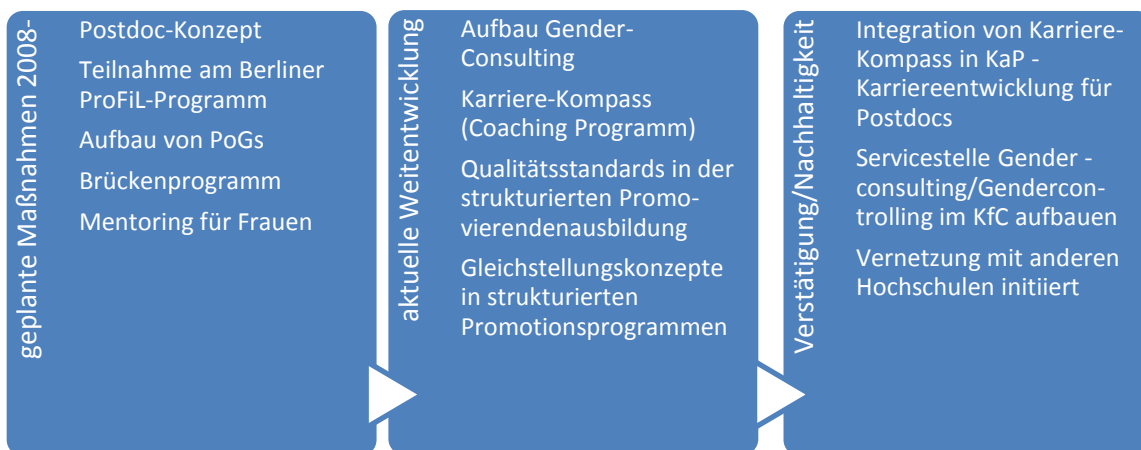 geplante Maßnahmen 2008-
Postdoc-Konzept
Teilnahme am Berliner
ProFiL-Programm
Aufbau von PoGs
Brückenprogramm
Mentoring für Frauen
aktuelle Weitentwicklung
Aufbau Gender-
Consulting
Karriere-Kompass
(Coaching Programm)
Qualitätsstandards in der
strukturierten Promo-
vierendenausbildung
Gleichstellungskonzepte
in strukturierten
Promotionsprogrammen
Verstätigung/Nachhaltigkeit
Integration von Karriere-
Kompass in KaP -
Karriereentwicklung für
Postdocs
Servicestelle Gender -
consulting/Gendercon-
trolling im KfC aufbauen
Vernetzung mit anderen
Hochschulen initiiert